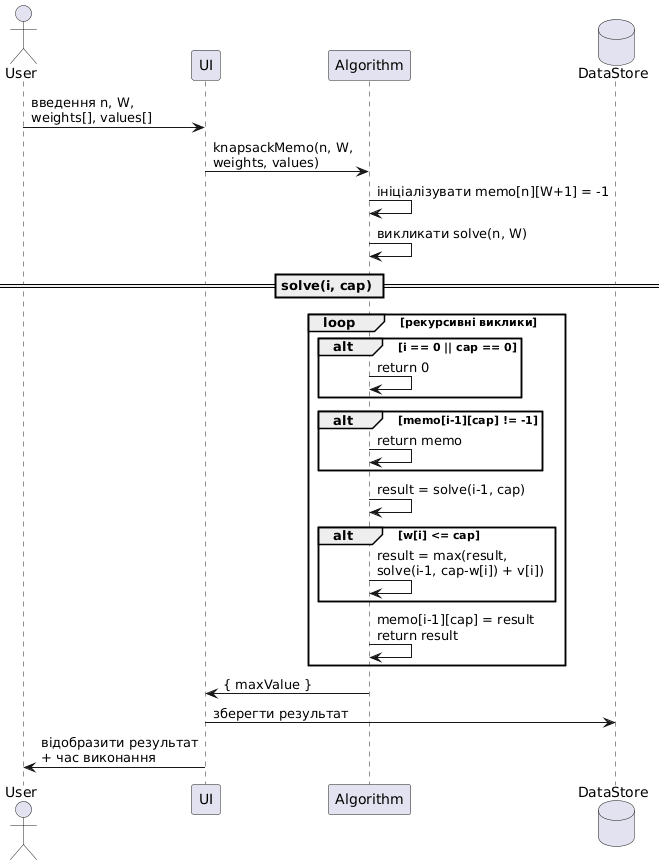 User
UI
Algorithm
DataStore
введення n, W,
weights[], values[]
knapsackMemo(n, W,
weights, values)
ініціалізувати memo[n][W+1] = -1
викликати solve(n, W)
solve(i, cap)
loop [рекурсивні виклики]
alt [i == 0 || cap == 0]
return 0
alt [memo[i-1][cap] != -1]
return memo
result = solve(i-1, cap)
alt [w[i] <= cap]
result = max(result,
solve(i-1, cap-w[i]) + v[i])
memo[i-1][cap] = result
return result
{ maxValue }
зберегти результат
відобразити результат
+ час виконання
User
UI
Algorithm
DataStore